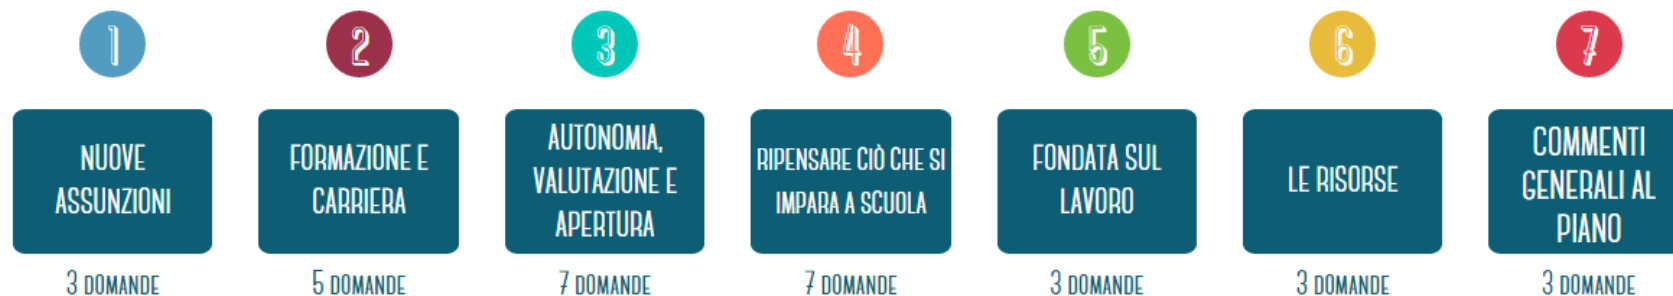 1
2
3
4
5
6
7
NUOVE
ASSUNZIONI
FORMAZIONE E
CARRIERA
AUTONOMIA,
VALUTAZIONE E
APERTURA
RIPENSARE CIÒ CHE SI
IMPARA A SCUOLA
FONDATA SUL
LAVORO
LE RISORSE
COMMENTI
GENERALI AL
PIANO
3 DOMANDE
5 DOMANDE
7 DOMANDE
7 DOMANDE
3 DOMANDE
3 DOMANDE
3 DOMANDE